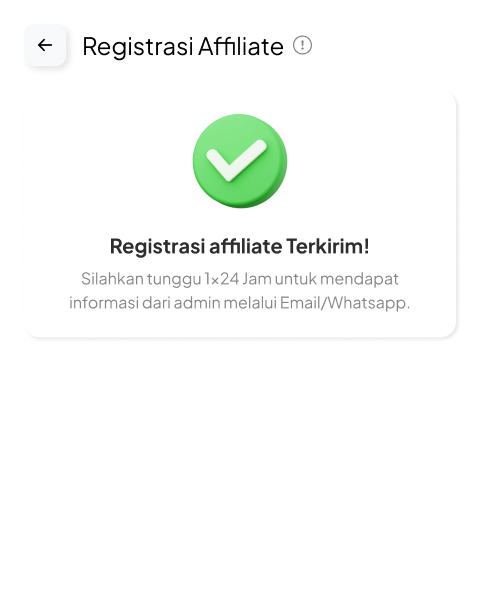 Registrasi Affiliate
Registrasi affiliate Terkirim!
Silahkan tunggu 1x24 Jam untuk mendapat
informasi dari admin melalui Email/Whatsapp.